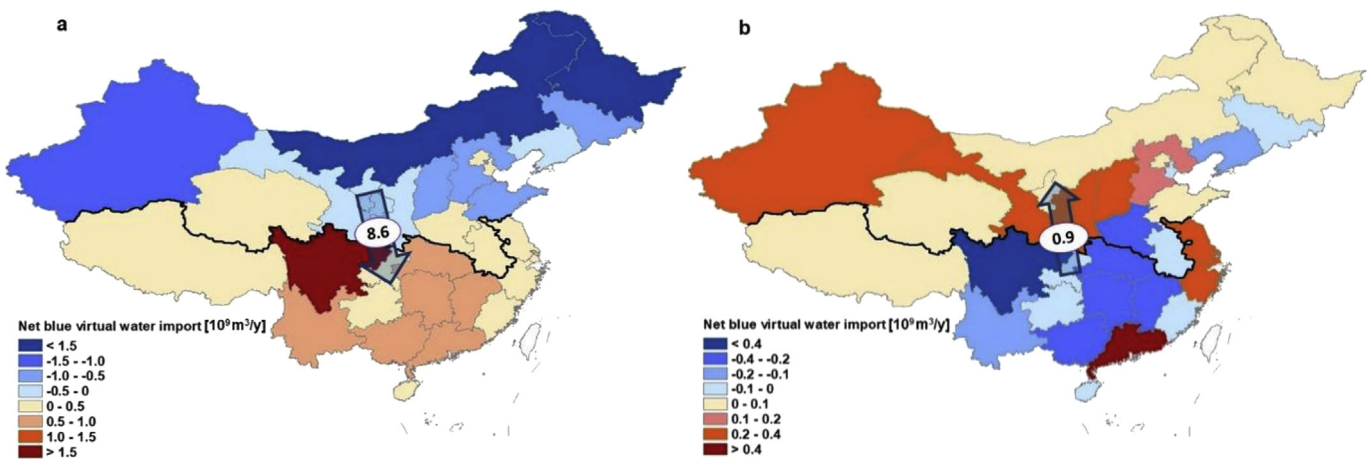 a
8.6
Net blue virtual water import [10⁹m³/y]
< 1.5
-1.5 - -1.0
-1.0 - -0.5
-0.5 - 0
0 - 0.5
0.5 - 1.0
1.0 - 1.5
> 1.5
b
0.9
Net blue virtual water import [10⁹m³/y]
< 0.4
-0.4 - -0.2
-0.2 - -0.1
-0.1 - 0
0 - 0.1
0.1 - 0.2
0.2 - 0.4
> 0.4